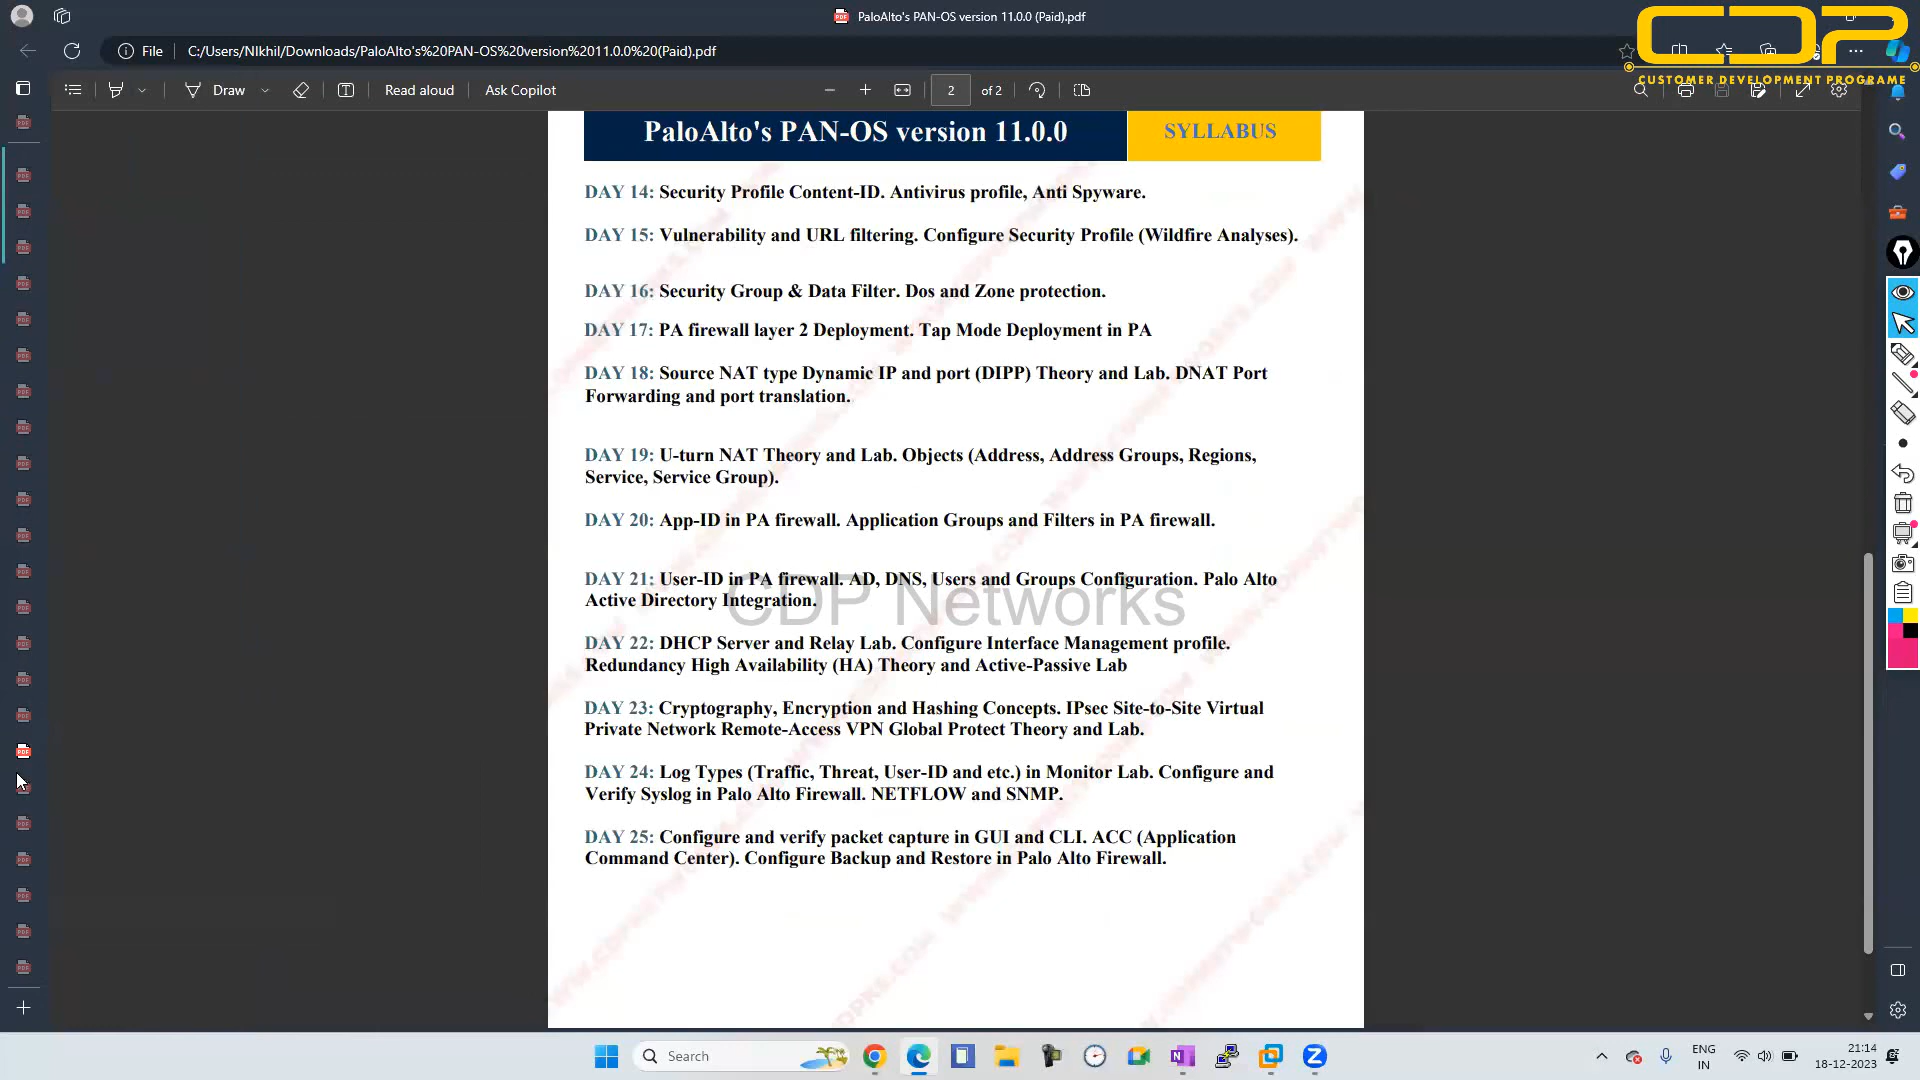 PaloAlto's PAN-OS version 11.0.0 (Paid).pdf
File C:/Users/NIkhil/Downloads/PaloAlto's%20PAN-OS%20version%2011.0.0%20(Paid).pdf
CDP
CUSTOMER DEVELOPMENT PROGRAME
Draw Read aloud Ask Copilot 2 of 2
PaloAlto's PAN-OS version 11.0.0 SYLLABUS
DAY 14: Security Profile Content-ID. Antivirus profile, Anti Spyware.
DAY 15: Vulnerability and URL filtering. Configure Security Profile (Wildfire Analyses).
DAY 16: Security Group & Data Filter. Dos and Zone protection.
DAY 17: PA firewall layer 2 Deployment. Tap Mode Deployment in PA
DAY 18: Source NAT type Dynamic IP and port (DIPP) Theory and Lab. DNAT Port
Forwarding and port translation.
DAY 19: U-turn NAT Theory and Lab. Objects (Address, Address Groups, Regions,
Service, Service Group).
DAY 20: App-ID in PA firewall. Application Groups and Filters in PA firewall.
DAY 21: User-ID in PA firewall. AD, DNS, Users and Groups Configuration. Palo Alto
Active Directory Integration.
CDP Networks
DAY 22: DHCP Server and Relay Lab. Configure Interface Management profile.
Redundancy High Availability (HA) Theory and Active-Passive Lab
DAY 23: Cryptography, Encryption and Hashing Concepts. IPsec Site-to-Site Virtual
Private Network Remote-Access VPN Global Protect Theory and Lab.
DAY 24: Log Types (Traffic, Threat, User-ID and etc.) in Monitor Lab. Configure and
Verify Syslog in Palo Alto Firewall. NETFLOW and SNMP.
DAY 25: Configure and verify packet capture in GUI and CLI. ACC (Application
Command Center). Configure Backup and Restore in Palo Alto Firewall.
Search
ENG
IN
21:14
18-12-2023